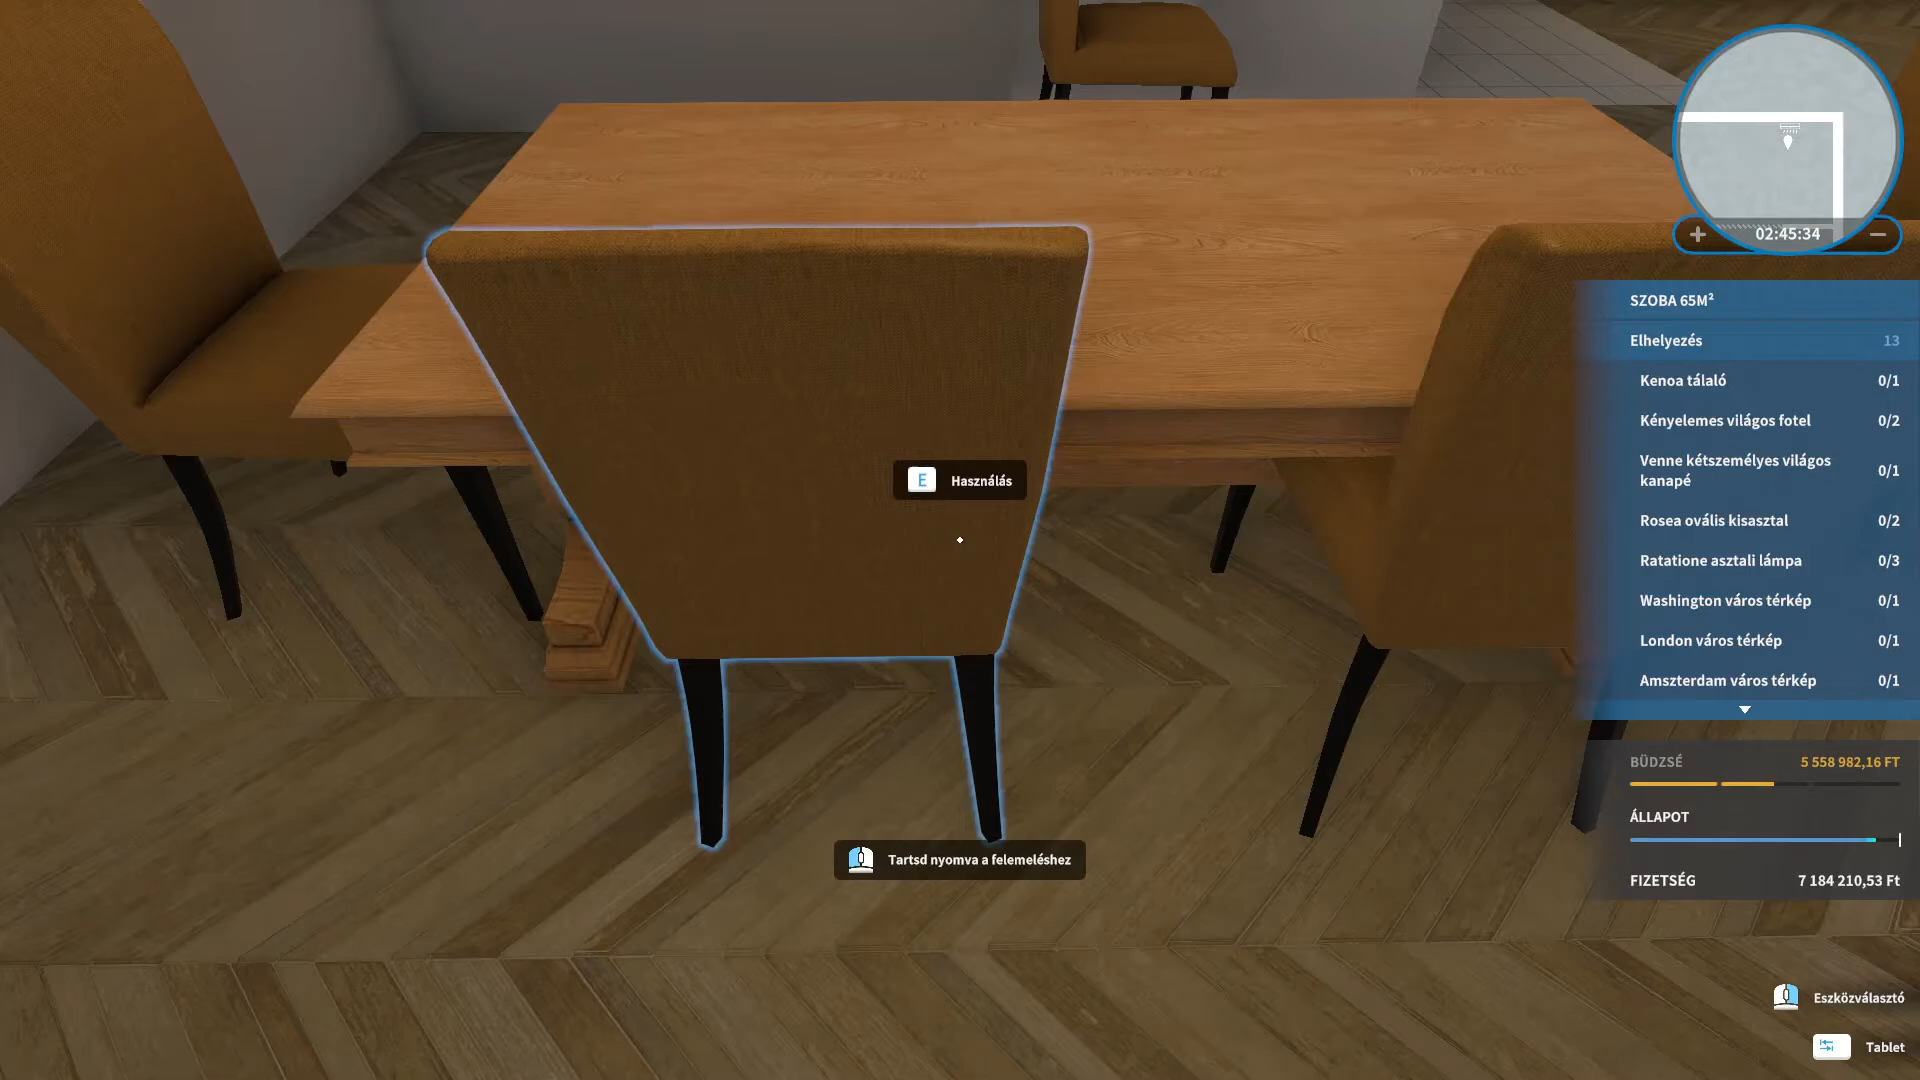 02:45:34
SZOBA 65M²
Elhelyezés 13
Kenoa tálaló 0/1
Kényelemes világos fotel 0/2
Venne kétszemélyes világos
kanapé 0/1
Rosea ovális kisasztal 0/2
Ratatione asztali lámpa 0/3
Washington város térkép 0/1
London város térkép 0/1
Amszterdam város térkép 0/1
E Használás
BÜDZSÉ 5 558 982,16 FT
ÁLLAPOT
Tartsd nyomva a felemeléshez
FIZETSÉG 7 184 210,53 Ft
Eszközválasztó
Tablet